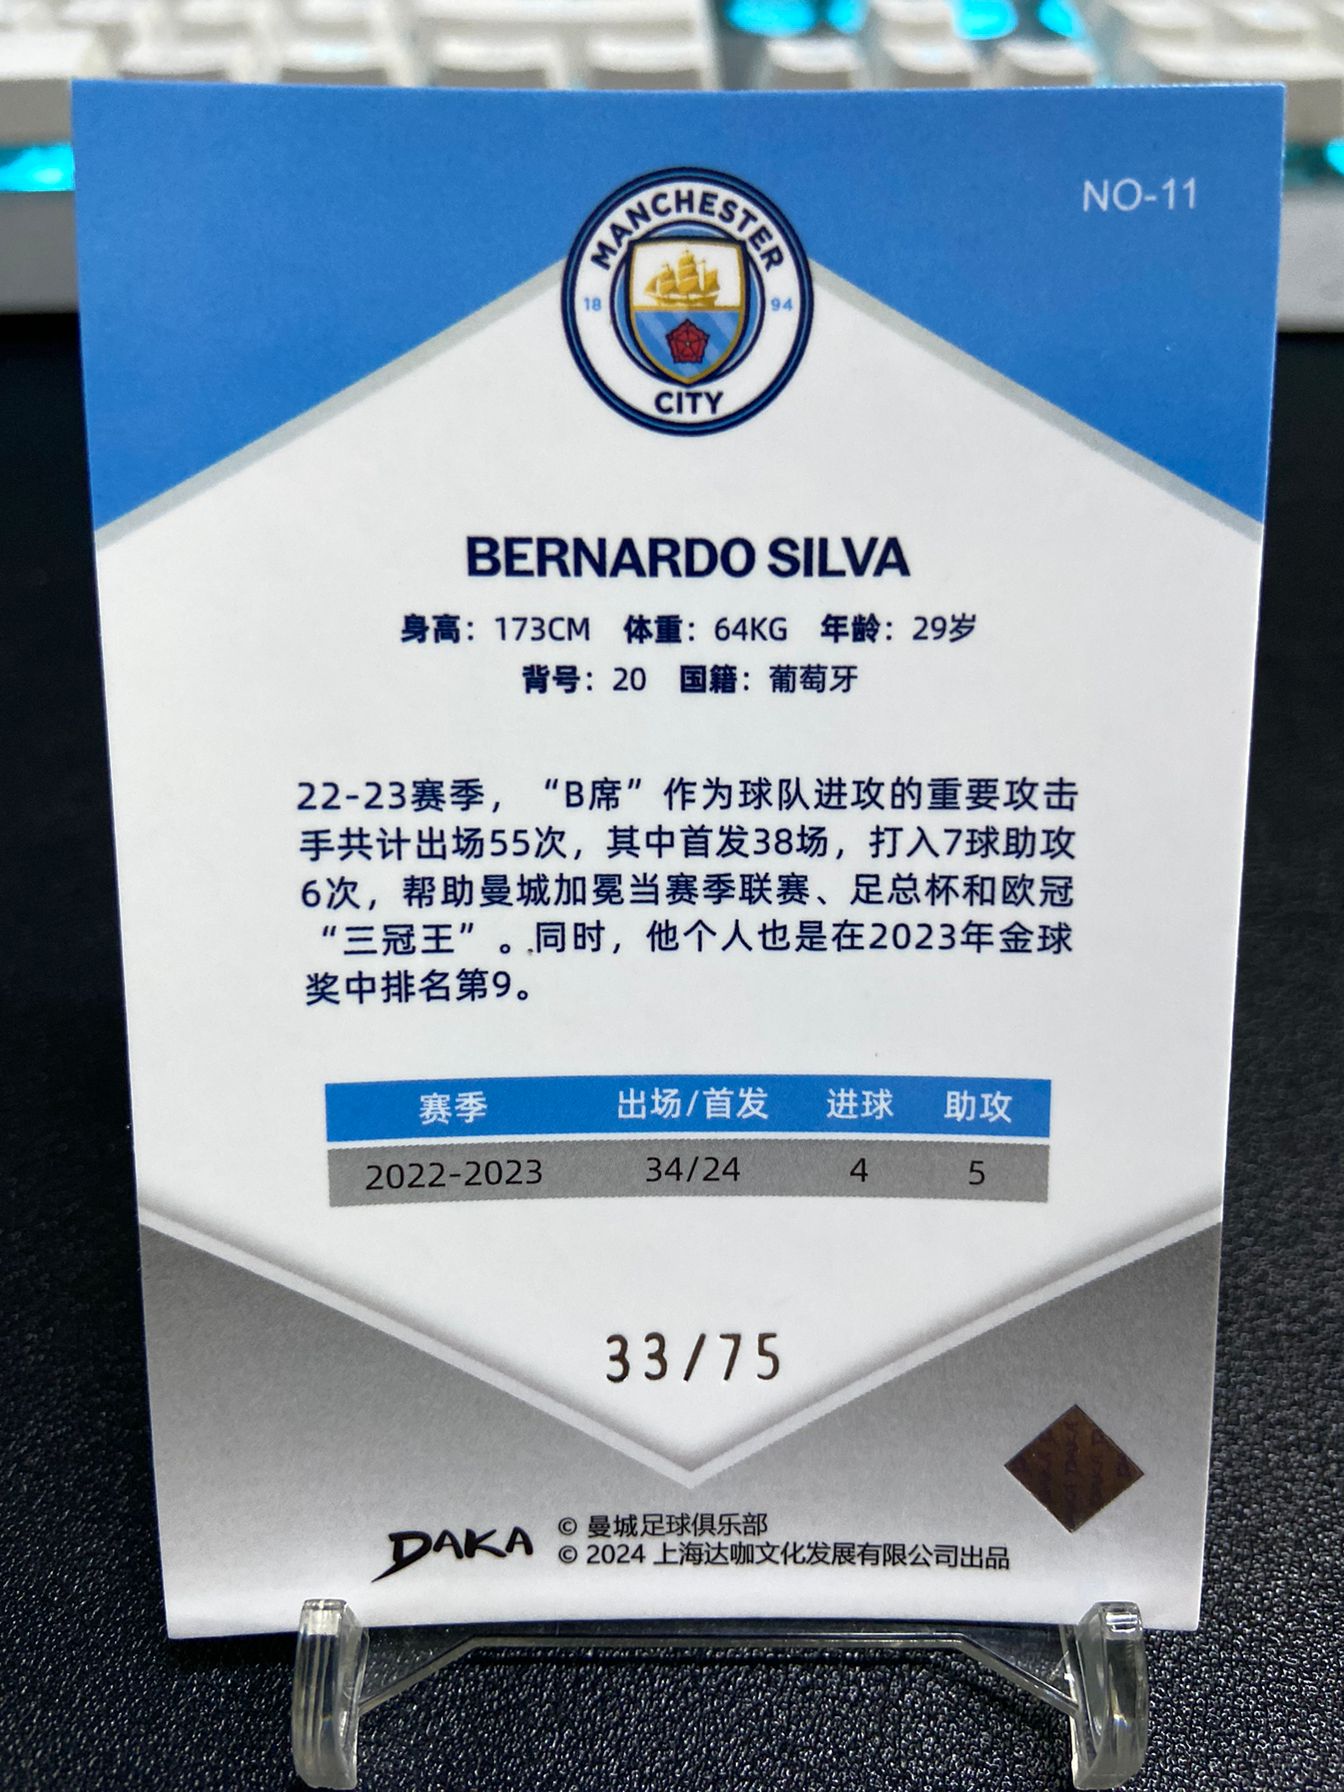 NO-11
MANCHESTER
18 94
CITY
BERNARDO SILVA
身高：173CM 体重：64KG 年龄：29岁
背号：20 国籍：葡萄牙
22-23赛季，“B席”作为球队进攻的重要攻击
手共计出场55次，其中首发38场，打入7球助攻
6次，帮助曼城加冕当赛季联赛、足总杯和欧冠
“三冠王”。同时，他个人也是在2023年金球
奖中排名第9。
赛季 出场/首发 进球 助攻
2022-2023 34/24 4 5
33/75
DAKA
© 曼城足球俱乐部
© 2024 上海达咖文化发展有限公司出品